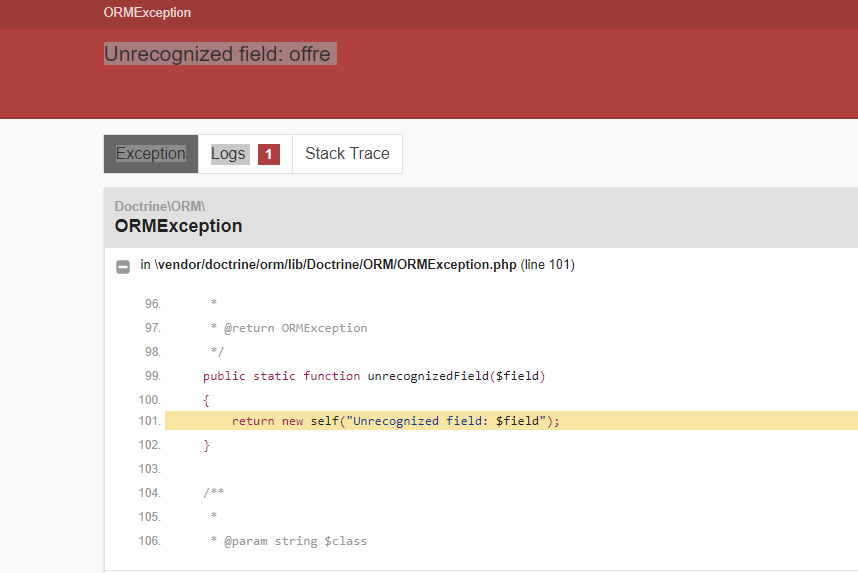 ORMException
Unrecognized field: offre
Exception Logs 1 Stack Trace
Doctrine\ORM\
ORMException
in \vendor/doctrine/orm/lib/Doctrine/ORM/ORMException.php (line 101)
96. *
97. * @return ORMException
98. */
99. public static function unrecognizedField($field)
100. {
101. return new self("Unrecognized field: $field");
102. }
103.
104. /**
105. *
106. * @param string $class